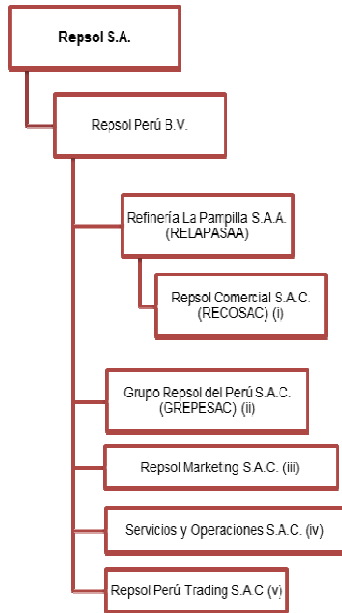 Repsol S.A.
Repsol Perú B.V.
Refinería La Pampilla S.A.A.
(RELAPASAA)
Repsol Comercial S.A.C.
(RECOSAC) (i)
Grupo Repsol del Perú S.A.C.
(GREPESAC) (ii)
Repsol Marketing S.A.C. (iii)
Servicios y Operaciones S.A.C. (iv)
Repsol Perú Trading S.A.C (v)